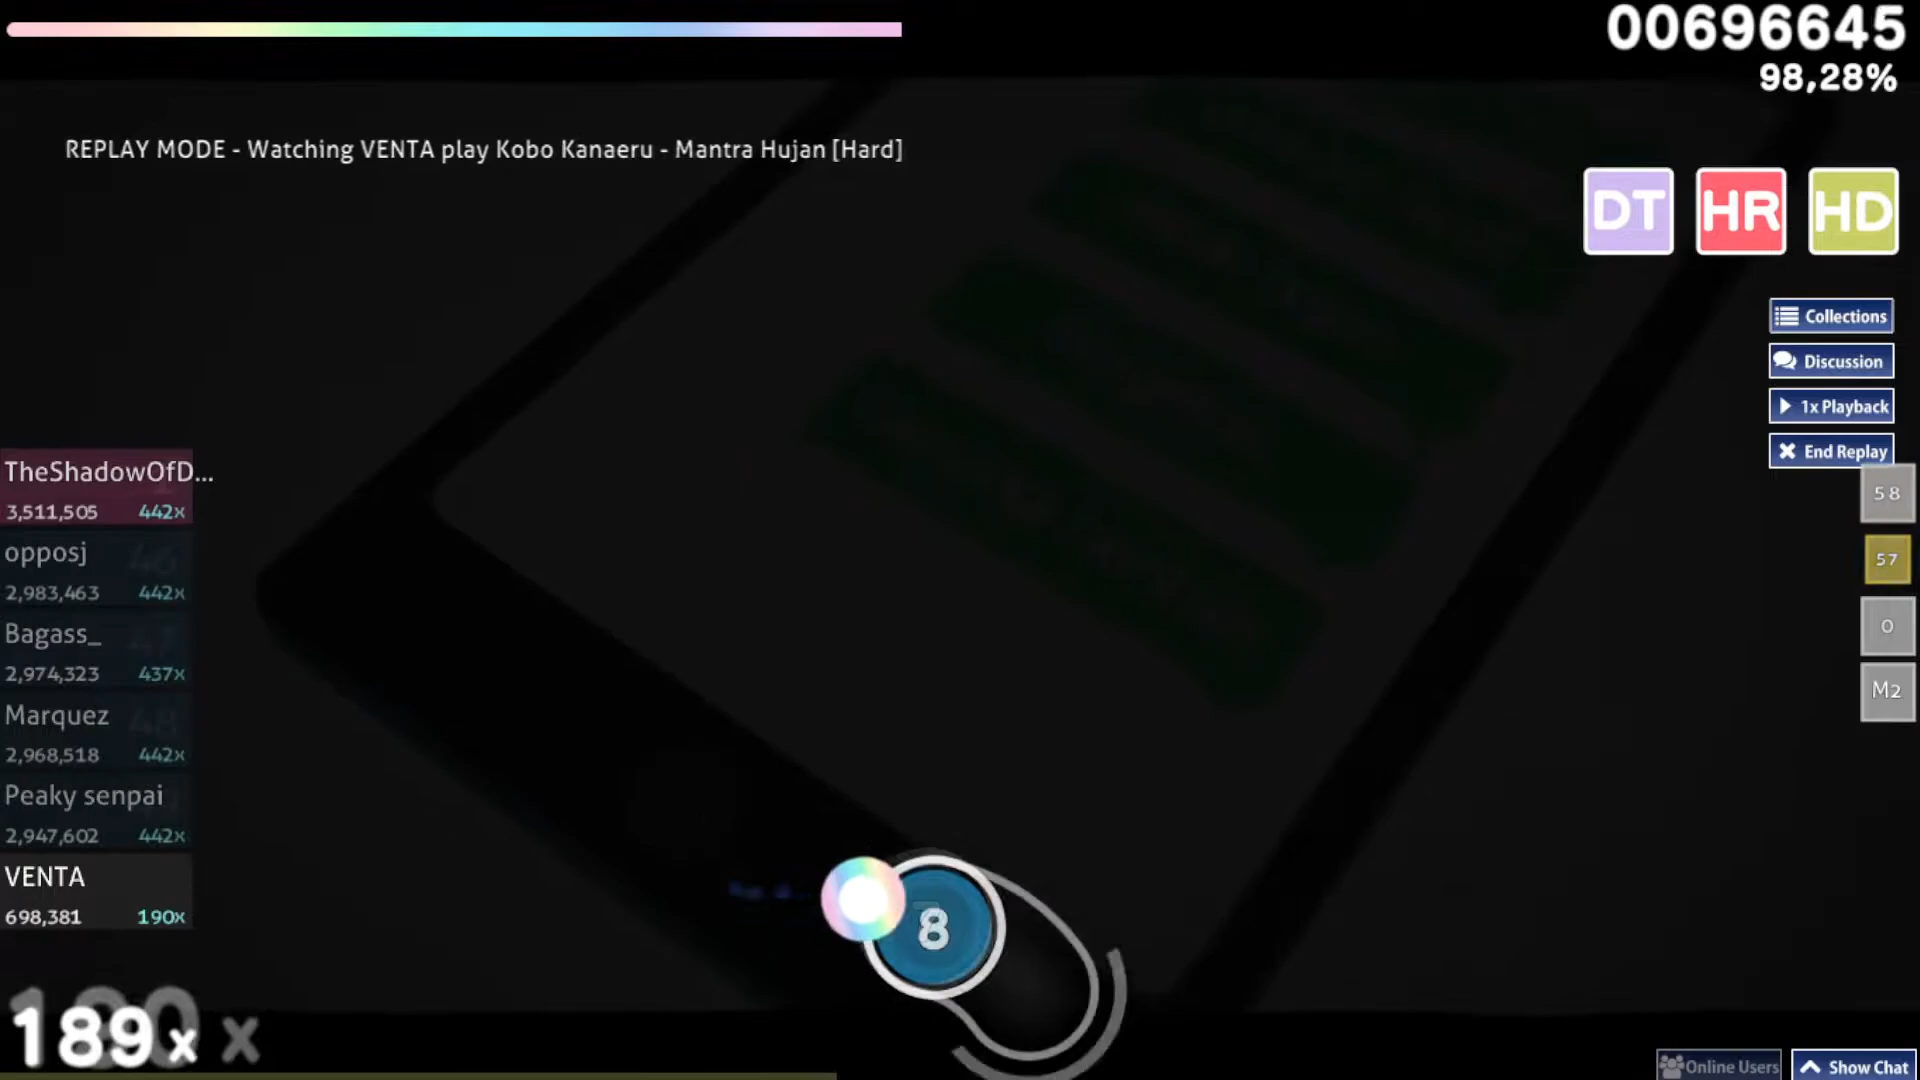 00696645
98,28%
REPLAY MODE - Watching VENTA play Kobo Kanaeru - Mantra Hujan [Hard]
DT HR HD
Collections
Discussion
1x Playback
End Replay
58
57
0
M2
TheShadowOfD...
3,511,505 442x
opposj 46
2,983,463 442x
Bagass_ 47
2,974,323 437x
Marquez 48
2,968,518 442x
Peaky senpai
2,947,602 442x
VENTA
698,381 190x
8
189x
Online Users
Show Chat